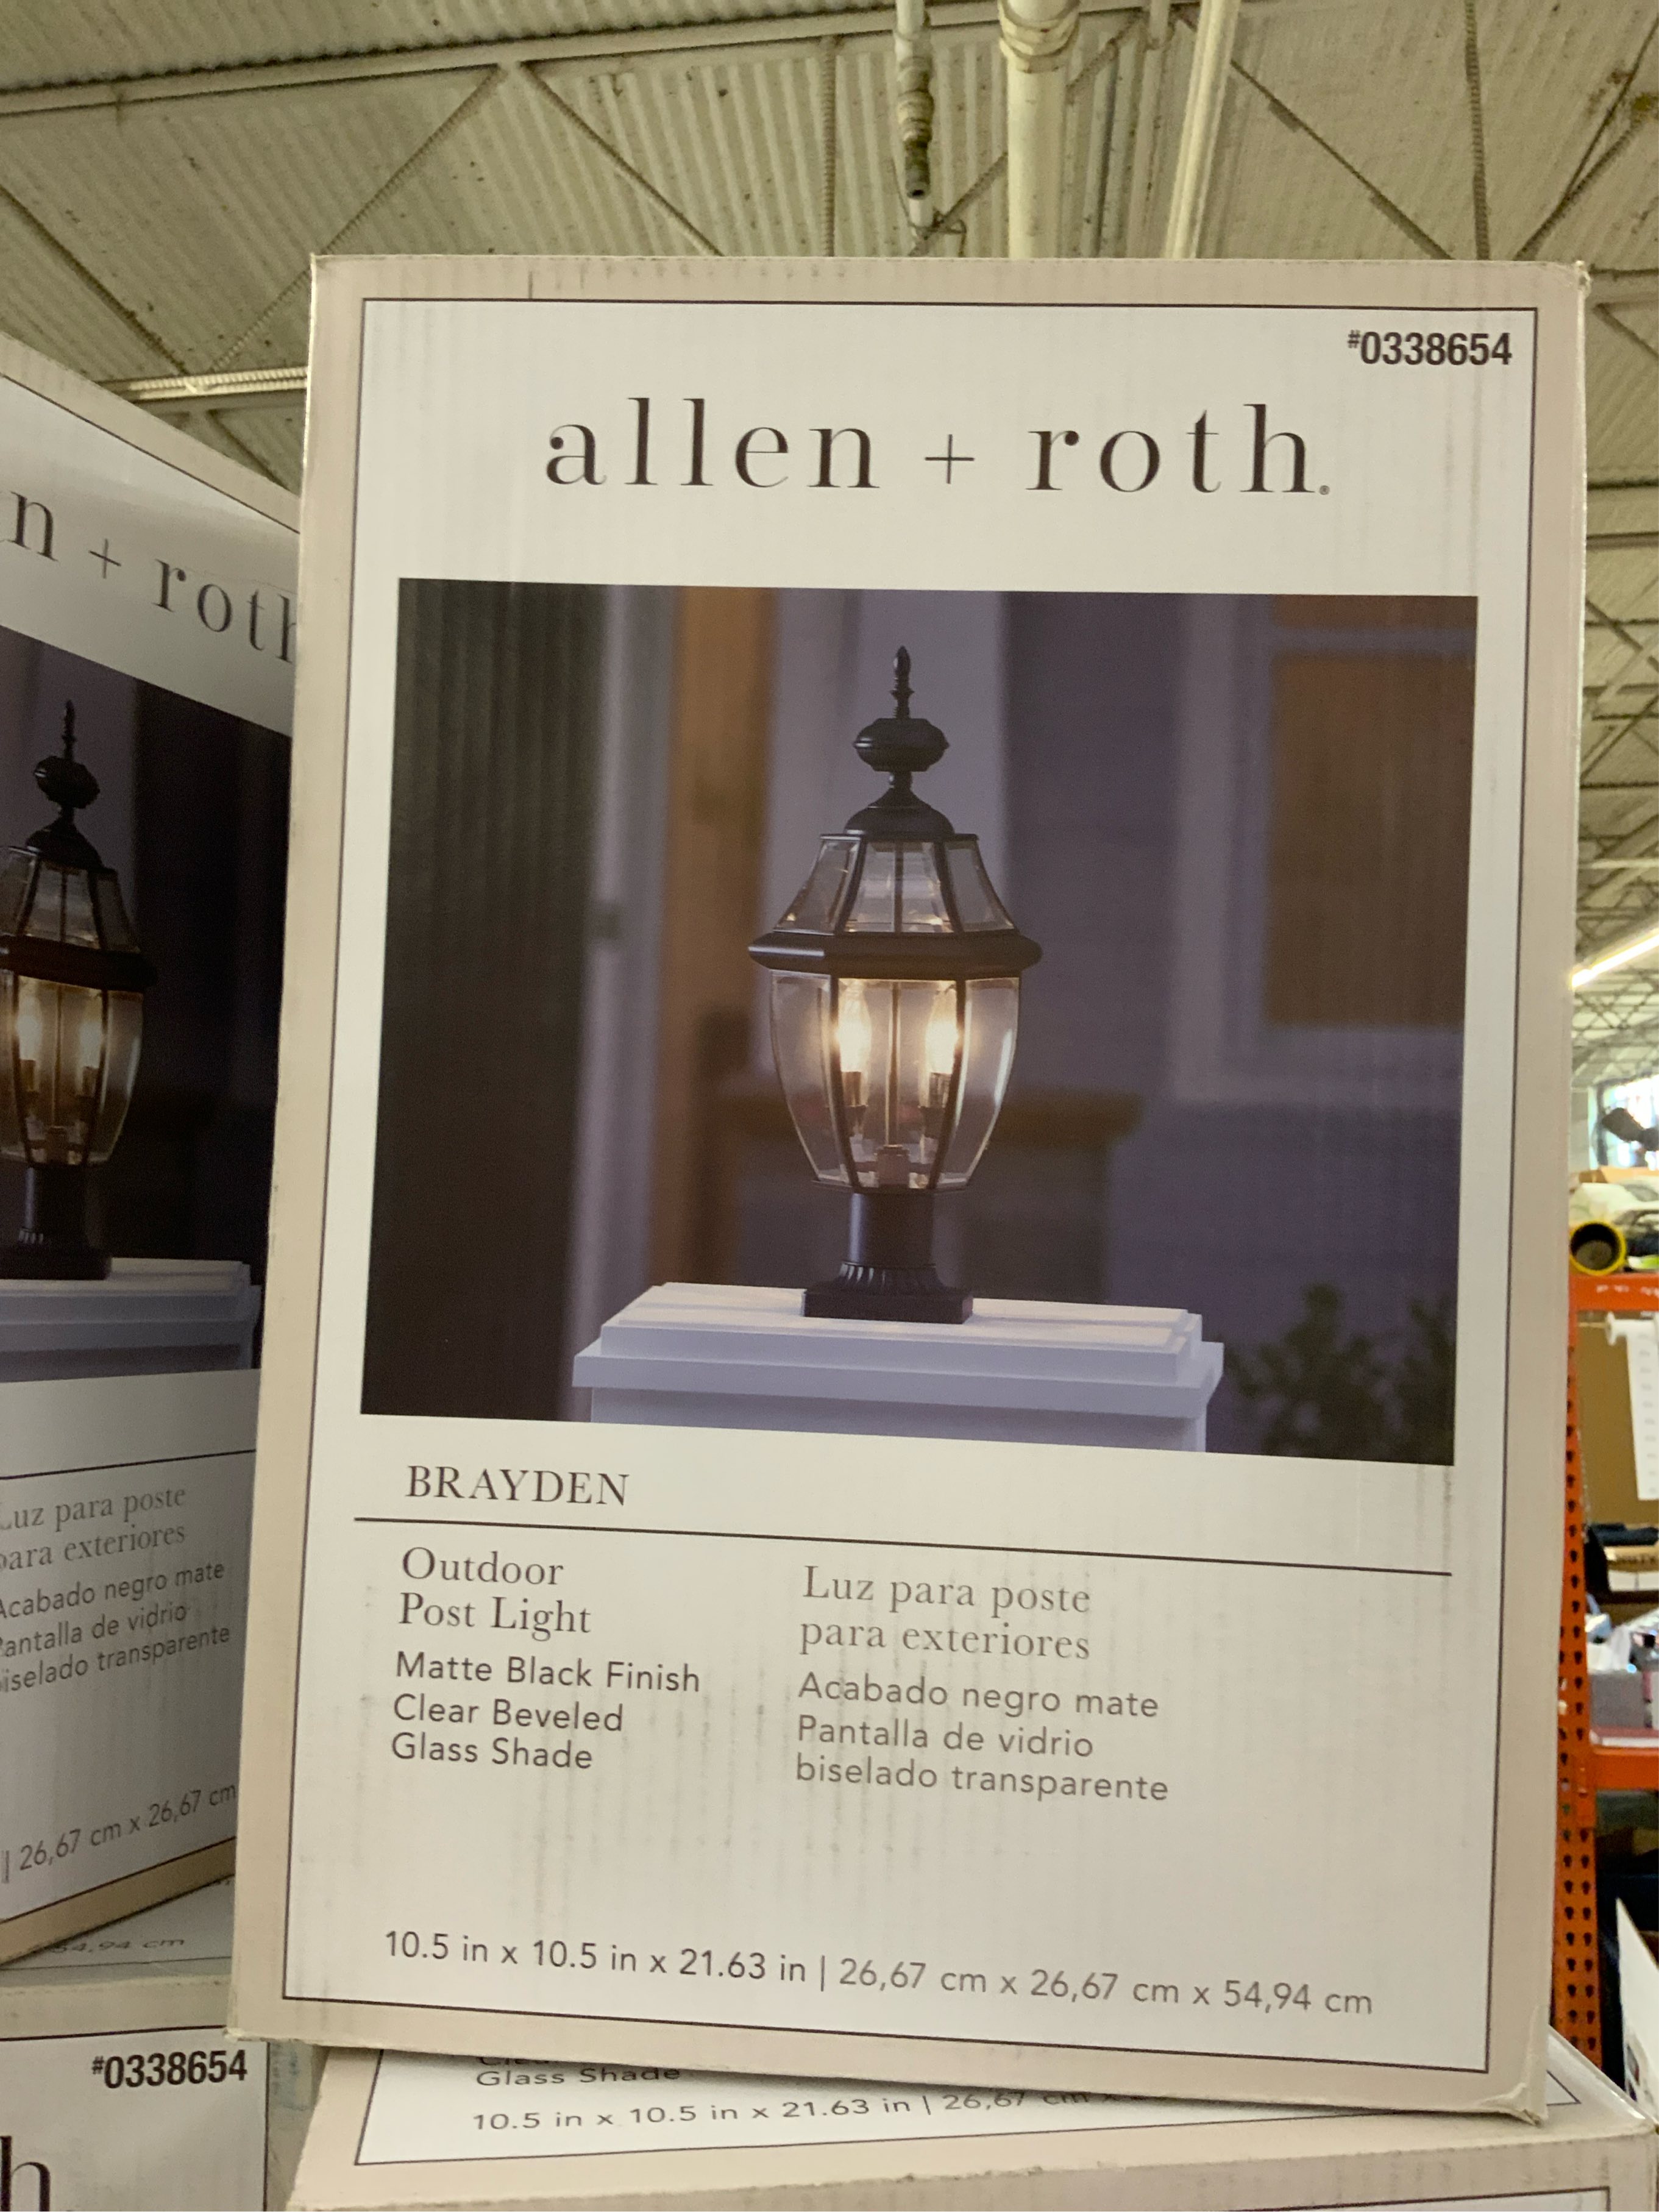 #0338654
allen + roth®
BRAYDEN
Outdoor
Post Light
Matte Black Finish
Clear Beveled
Glass Shade
Luz para poste
para exteriores
Acabado negro mate
Pantalla de vidrio
biselado transparente
10.5 in x 10.5 in x 21.63 in | 26,67 cm x 26,67 cm x 54,94 cm
n + roth
Luz para poste
para exteriores
Acabado negro mate
Pantalla de vidrio
biselado transparente
| 26,67 cm x 26,67 cm
54,94 cm
#0338654
h
Glass Shade
10.5 in x 10.5 in x 21.63 in | 26,67 cm x